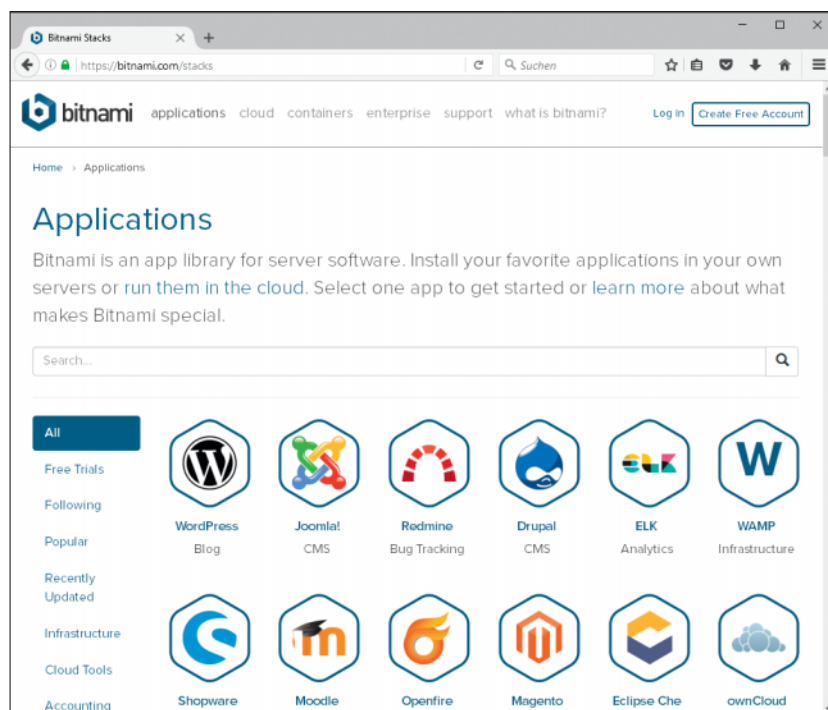 Bitnami Stacks
https://bitnami.com/stacks
Suchen
bitnami applications cloud containers enterprise support what is bitnami? Log in Create Free Account
Home › Applications
Applications
Bitnami is an app library for server software. Install your favorite applications in your own
servers or run them in the cloud. Select one app to get started or learn more about what
makes Bitnami special.
Search...
All
Free Trials
Following
Popular
Recently
Updated
Infrastructure
Cloud Tools
Accounting
WordPress Joomla! Redmine Drupal ELK WAMP
Blog CMS Bug Tracking CMS Analytics Infrastructure
Shopware Moodle Openfire Magento Eclipse Che ownCloud